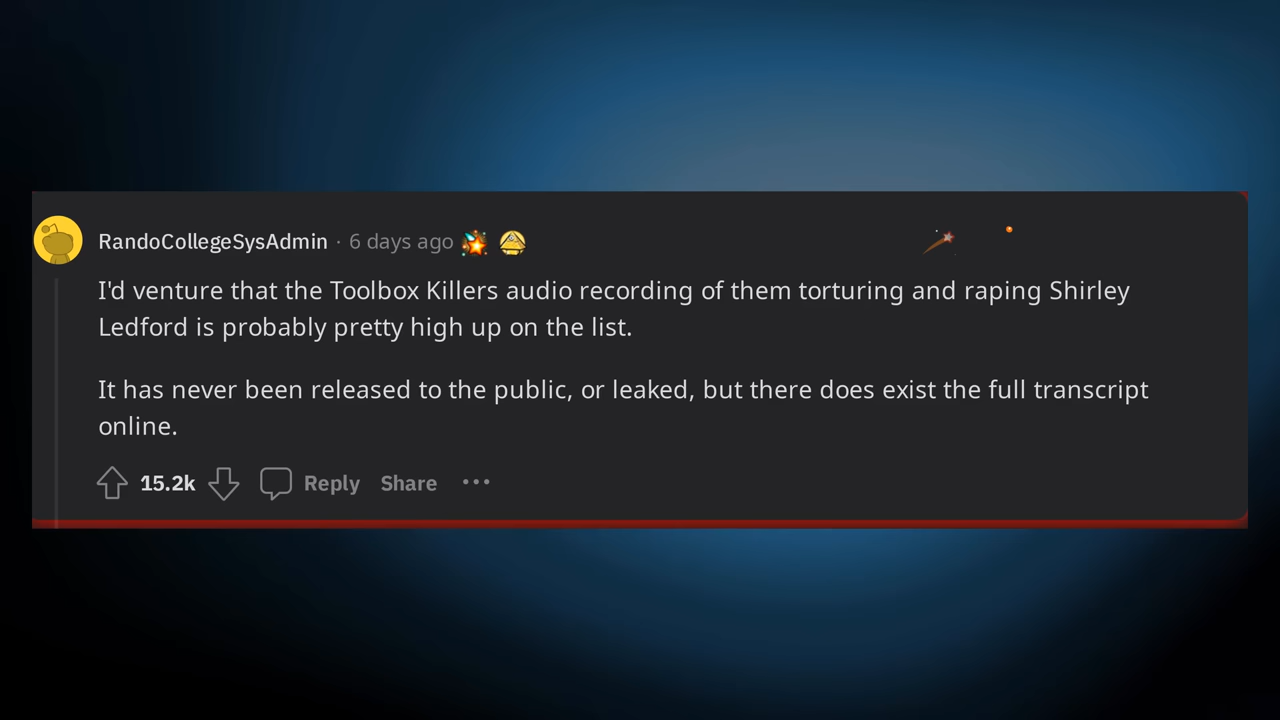 RandoCollegeSysAdmin · 6 days ago
I'd venture that the Toolbox Killers audio recording of them torturing and raping Shirley
Ledford is probably pretty high up on the list.
It has never been released to the public, or leaked, but there does exist the full transcript
online.
15.2k Reply Share ···